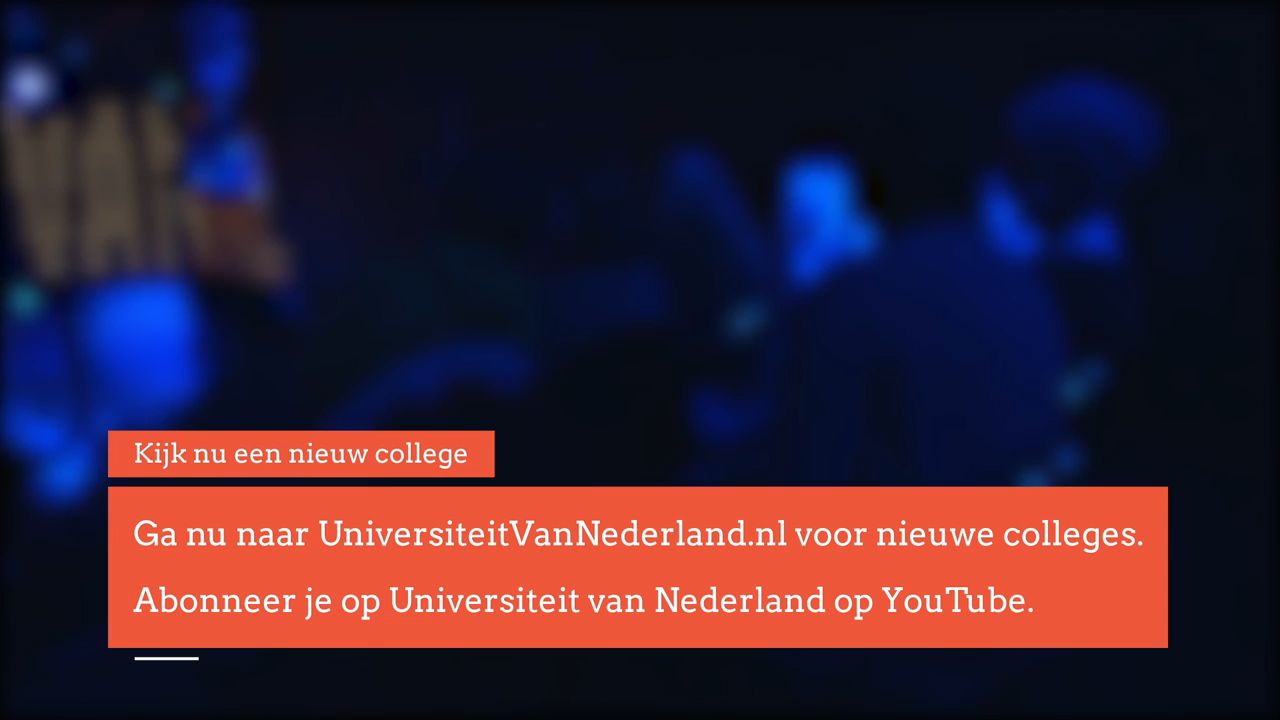 VAN
Kijk nu een nieuw college
Ga nu naar UniversiteitVanNederland.nl voor nieuwe colleges.
Abonneer je op Universiteit van Nederland op YouTube.